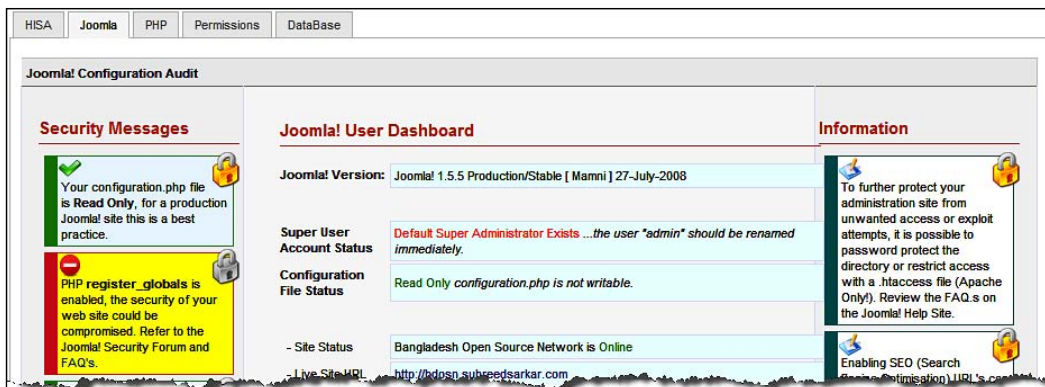 HISA Joomla PHP Permissions DataBase
Joomla! Configuration Audit
Security Messages
Your configuration.php file
is Read Only, for a production
Joomla! site this is a best
practice.
PHP register_globals is
enabled, the security of your
web site could be
compromised. Refer to the
Joomla! Security Forum and
FAQ's.
Joomla! User Dashboard
Joomla! Version: Joomla! 1.5.5 Production/Stable [ Mamni ] 27-July-2008
Super User
Account Status
Default Super Administrator Exists ...the user "admin" should be renamed
immediately.
Configuration
File Status
Read Only configuration.php is not writable.
- Site Status Bangladesh Open Source Network is Online
- Live Site URL http://bdosn.subreedsarkar.com
Information
To further protect your
administration site from
unwanted access or exploit
attempts, it is possible to
password protect the
directory or restrict access
with a .htaccess file (Apache
Only!). Review the FAQ.s on
the Joomla! Help Site.
Enabling SEO (Search
Optimisation) URL's